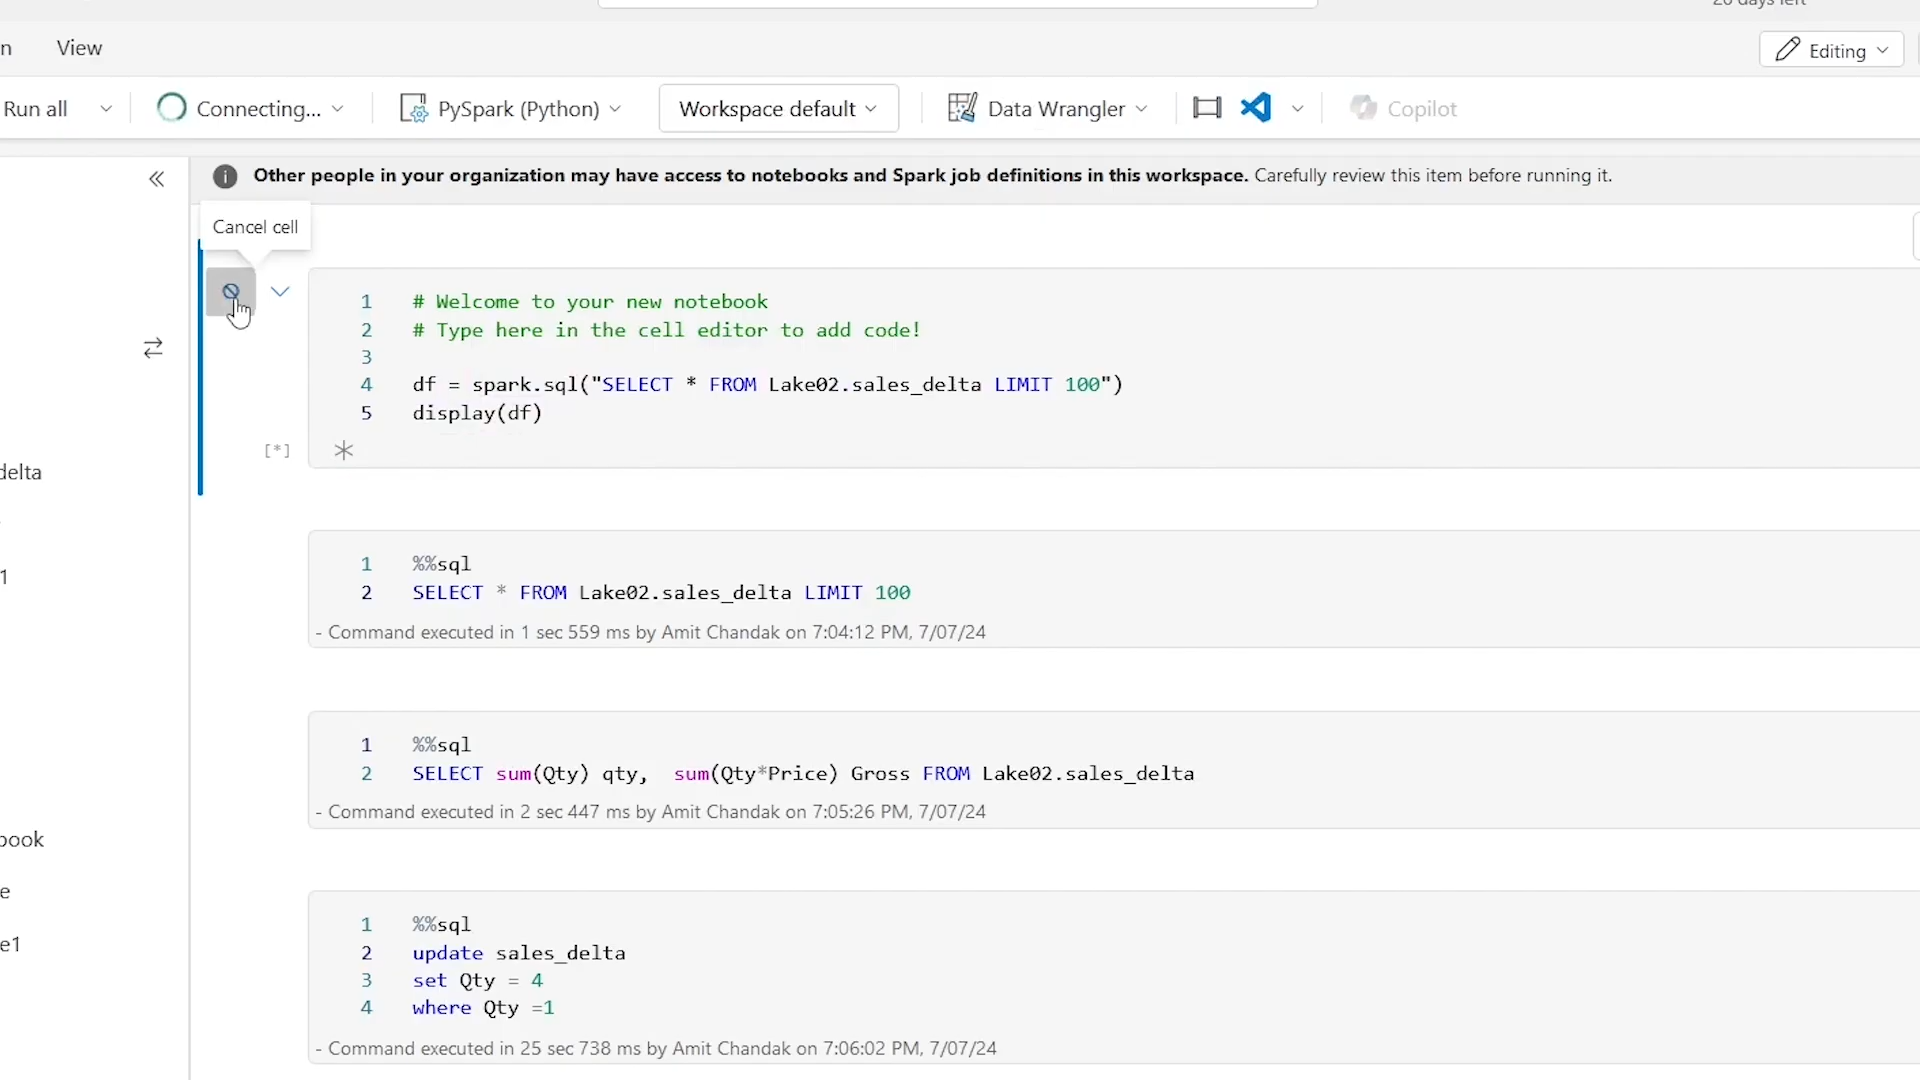 26 days left
n View
Editing
Run all Connecting... PySpark (Python) Workspace default Data Wrangler Copilot
Other people in your organization may have access to notebooks and Spark job definitions in this workspace. Carefully review this item before running it.
Cancel cell
1 # Welcome to your new notebook
2 # Type here in the cell editor to add code!
3
4 df = spark.sql("SELECT * FROM Lake02.sales_delta LIMIT 100")
5 display(df)
[*]
delta
1 %%sql
1
2 SELECT * FROM Lake02.sales_delta LIMIT 100
- Command executed in 1 sec 559 ms by Amit Chandak on 7:04:12 PM, 7/07/24
1 %%sql
2 SELECT sum(Qty) qty,  sum(Qty*Price) Gross FROM Lake02.sales_delta
- Command executed in 2 sec 447 ms by Amit Chandak on 7:05:26 PM, 7/07/24
book
e
e1
1 %%sql
2 update sales_delta
3 set Qty = 4
4 where Qty =1
- Command executed in 25 sec 738 ms by Amit Chandak on 7:06:02 PM, 7/07/24